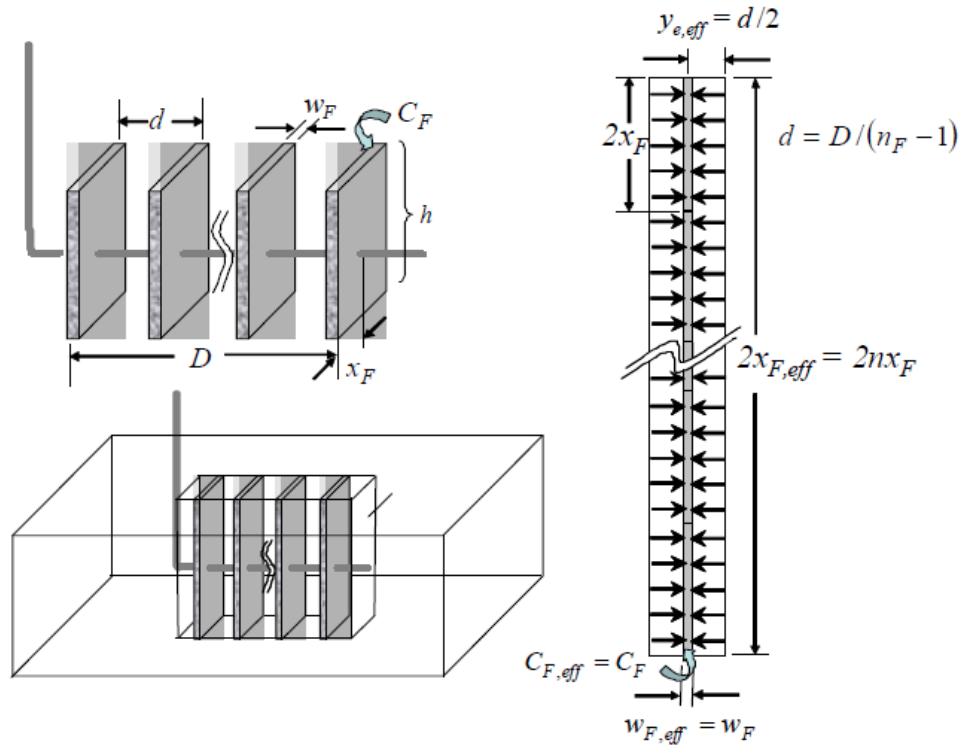 d
w_F
C_F
h
D
x_F
y_{e,eff} = d/2
2x_F
d = D/(n_F − 1)
2x_{F,eff} = 2nx_F
C_{F,eff} = C_F
w_{F,eff} = w_F